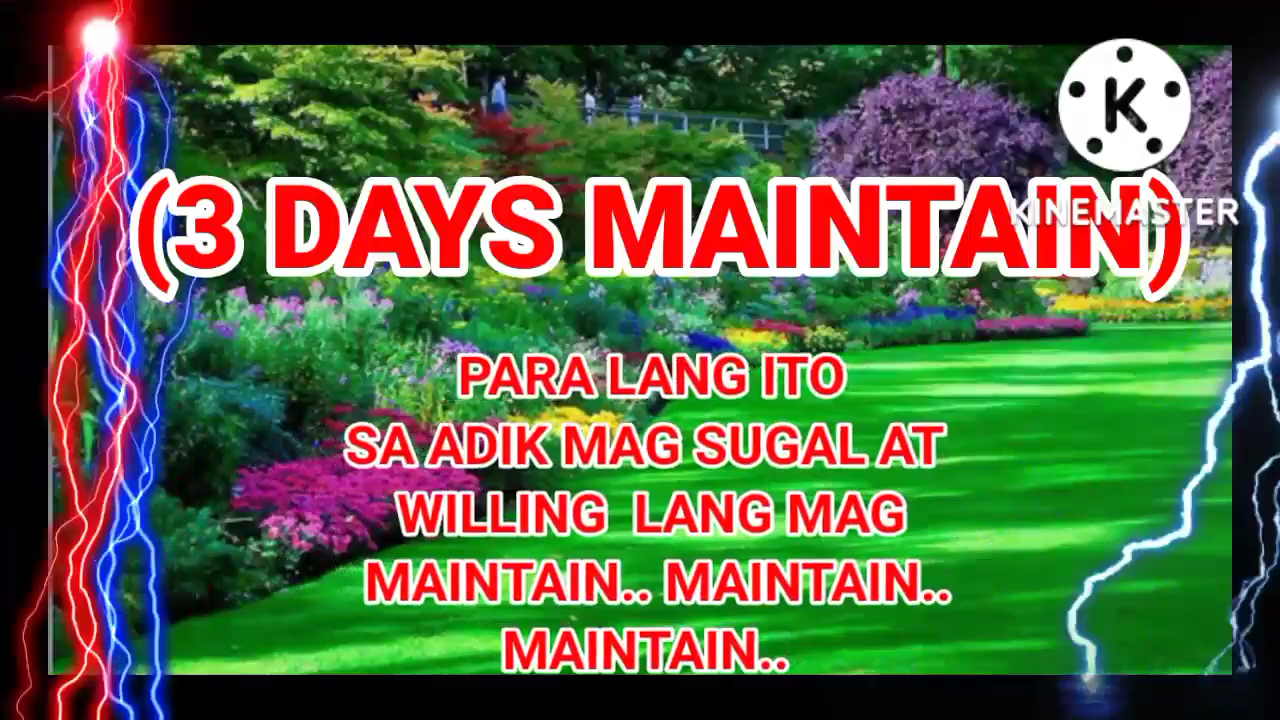 K
KINEMASTER
(3 DAYS MAINTAIN)
PARA LANG ITO
SA ADIK MAG SUGAL AT
WILLING LANG MAG
MAINTAIN.. MAINTAIN..
MAINTAIN..